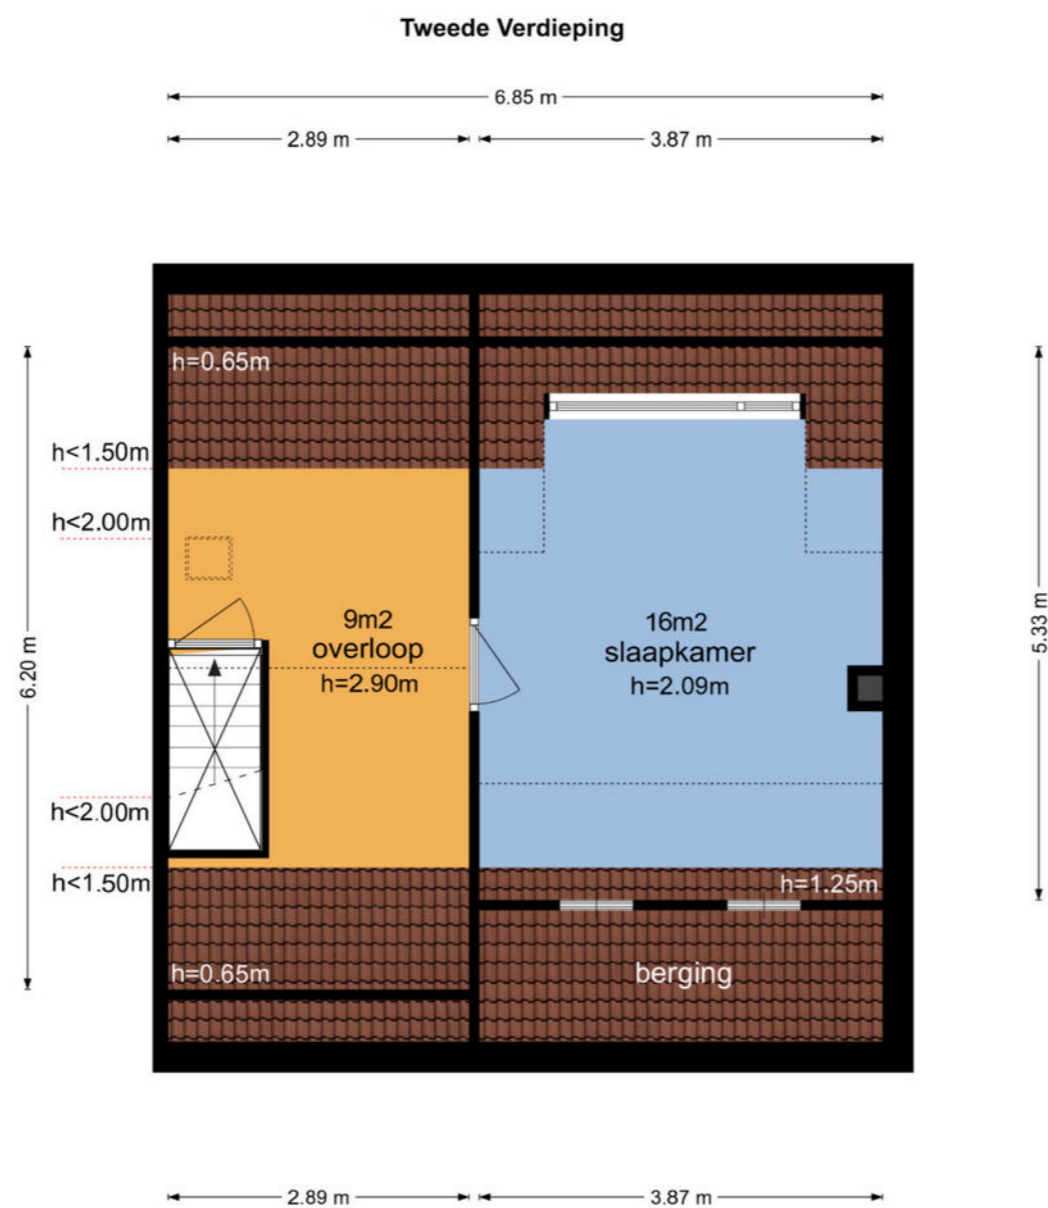 Tweede Verdieping
6.85 m
2.89 m
3.87 m
h=0.65m
h<1.50m
h<2.00m
9m2
overloop
h=2.90m
16m2
slaapkamer
h=2.09m
6.20 m
5.33 m
h<2.00m
h<1.50m
h=1.25m
h=0.65m
berging
2.89 m
3.87 m